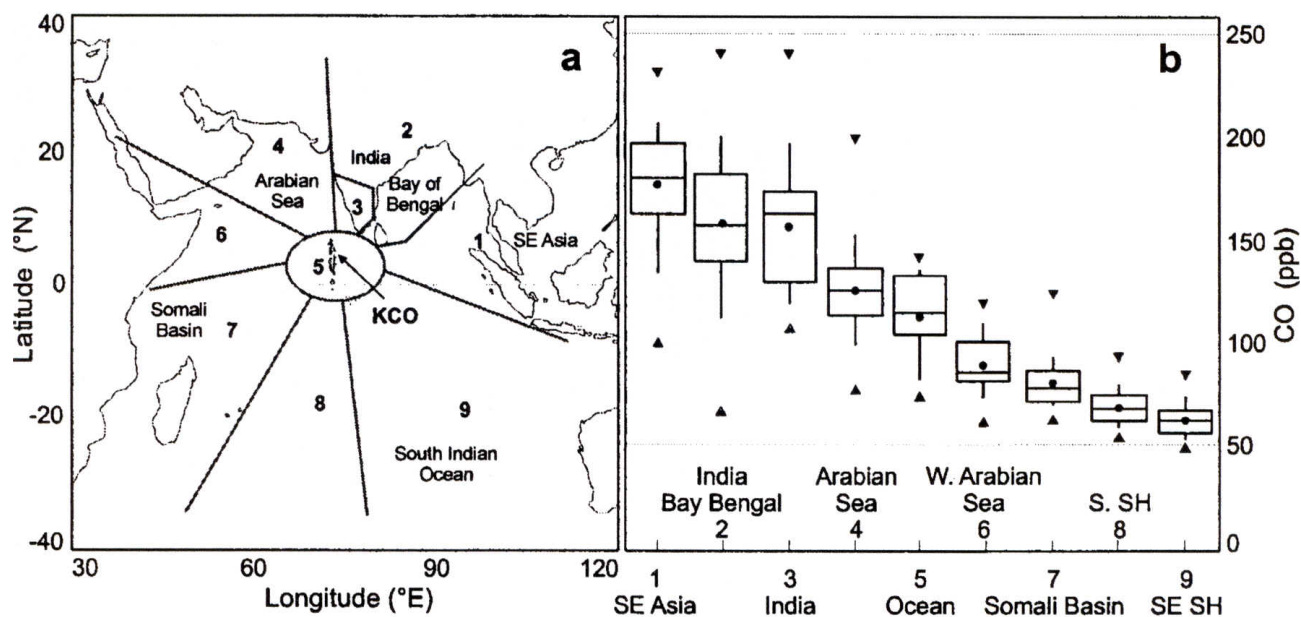 40
20
0
-20
-40
Latitude (°N)
30
60
90
120
Longitude (°E)
a
4
2
India
Arabian
Sea
3
Bay of
Bengal
6
1
SE Asia
5
KCO
Somali
Basin
7
8
9
South Indian
Ocean
b
250
200
150
100
50
0
CO (ppb)
India
Bay Bengal
2
Arabian
Sea
4
W. Arabian
Sea
6
S. SH
8
1
SE Asia
3
India
5
Ocean
7
Somali Basin
9
SE SH